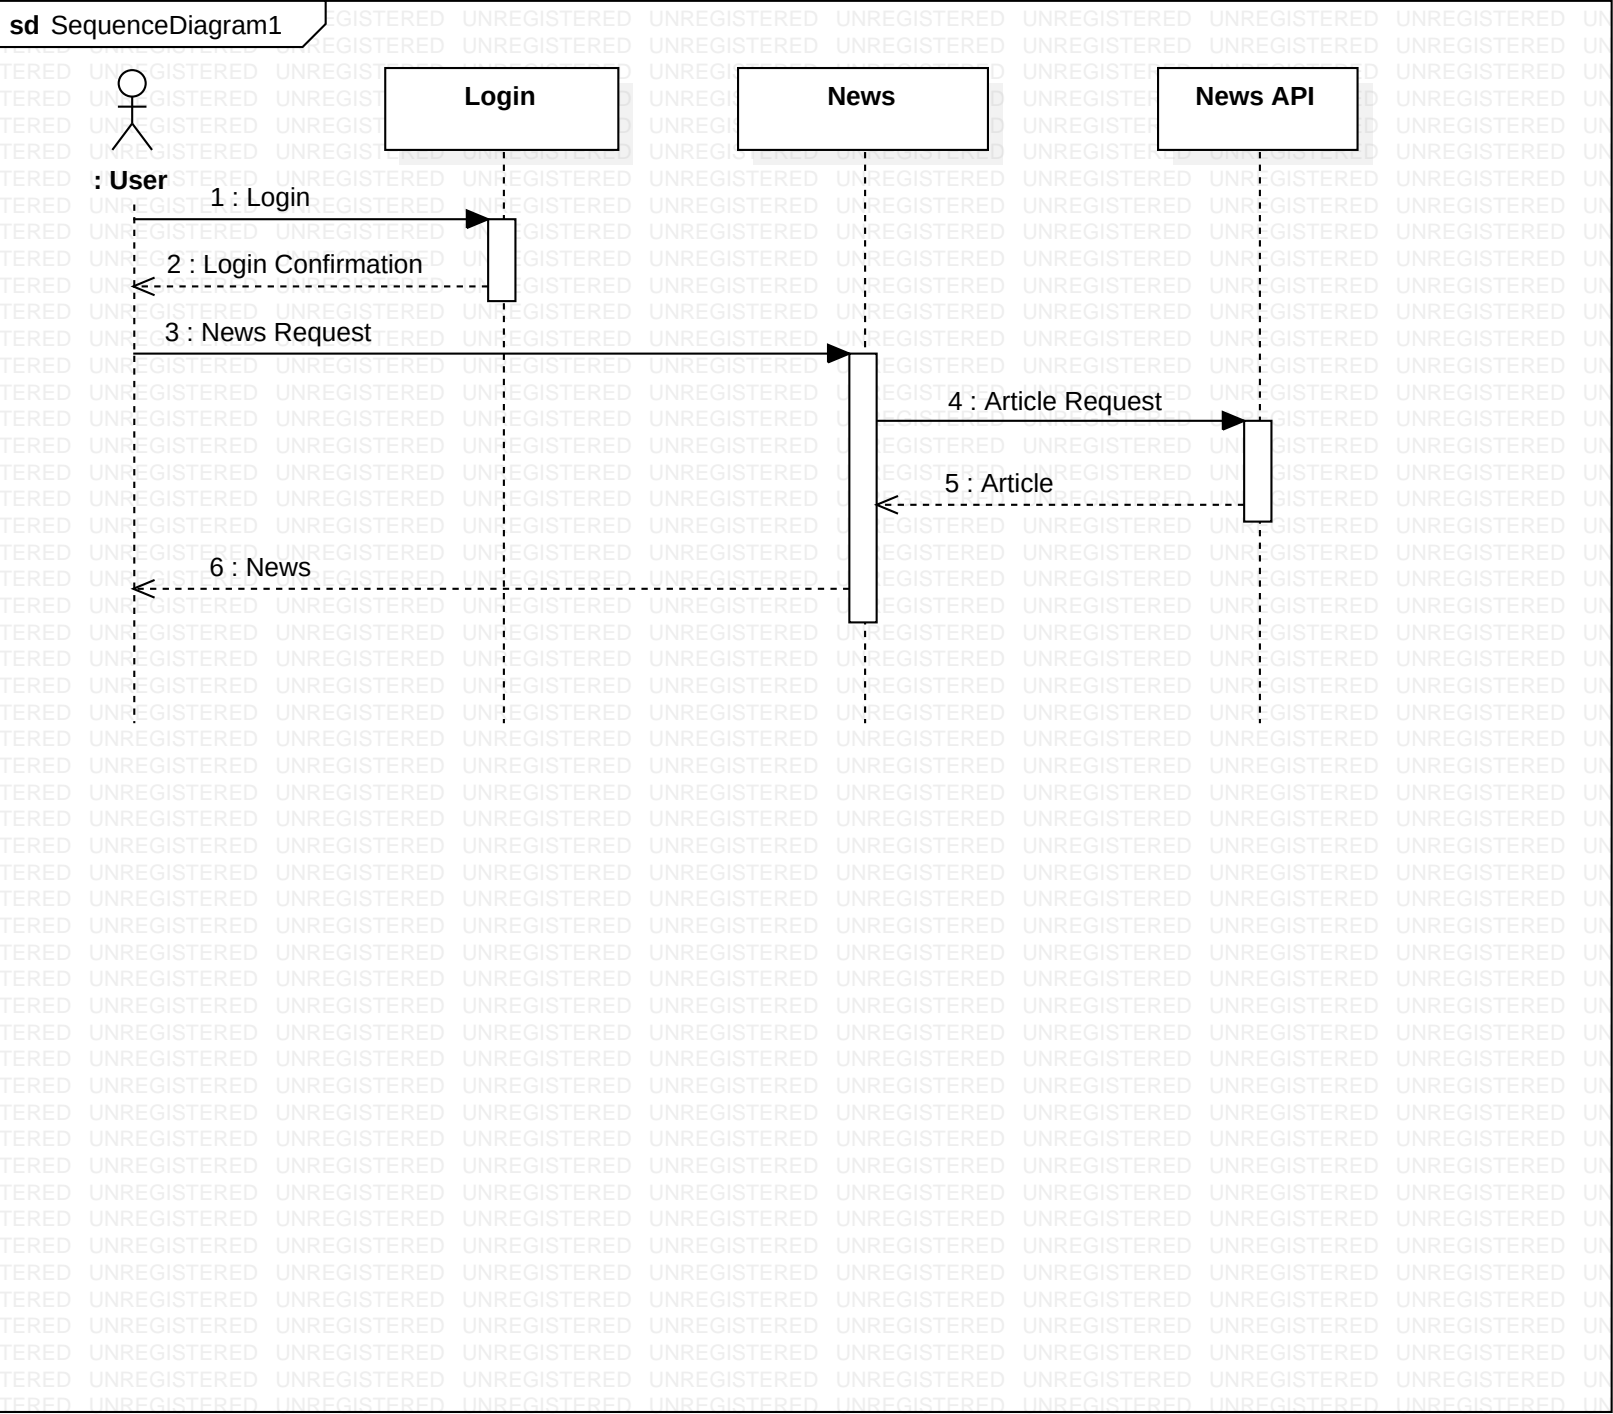 sd SequenceDiagram1
Login
News
News API
: User
1 : Login
2 : Login Confirmation
3 : News Request
4 : Article Request
5 : Article
6 : News
UNREGISTERED